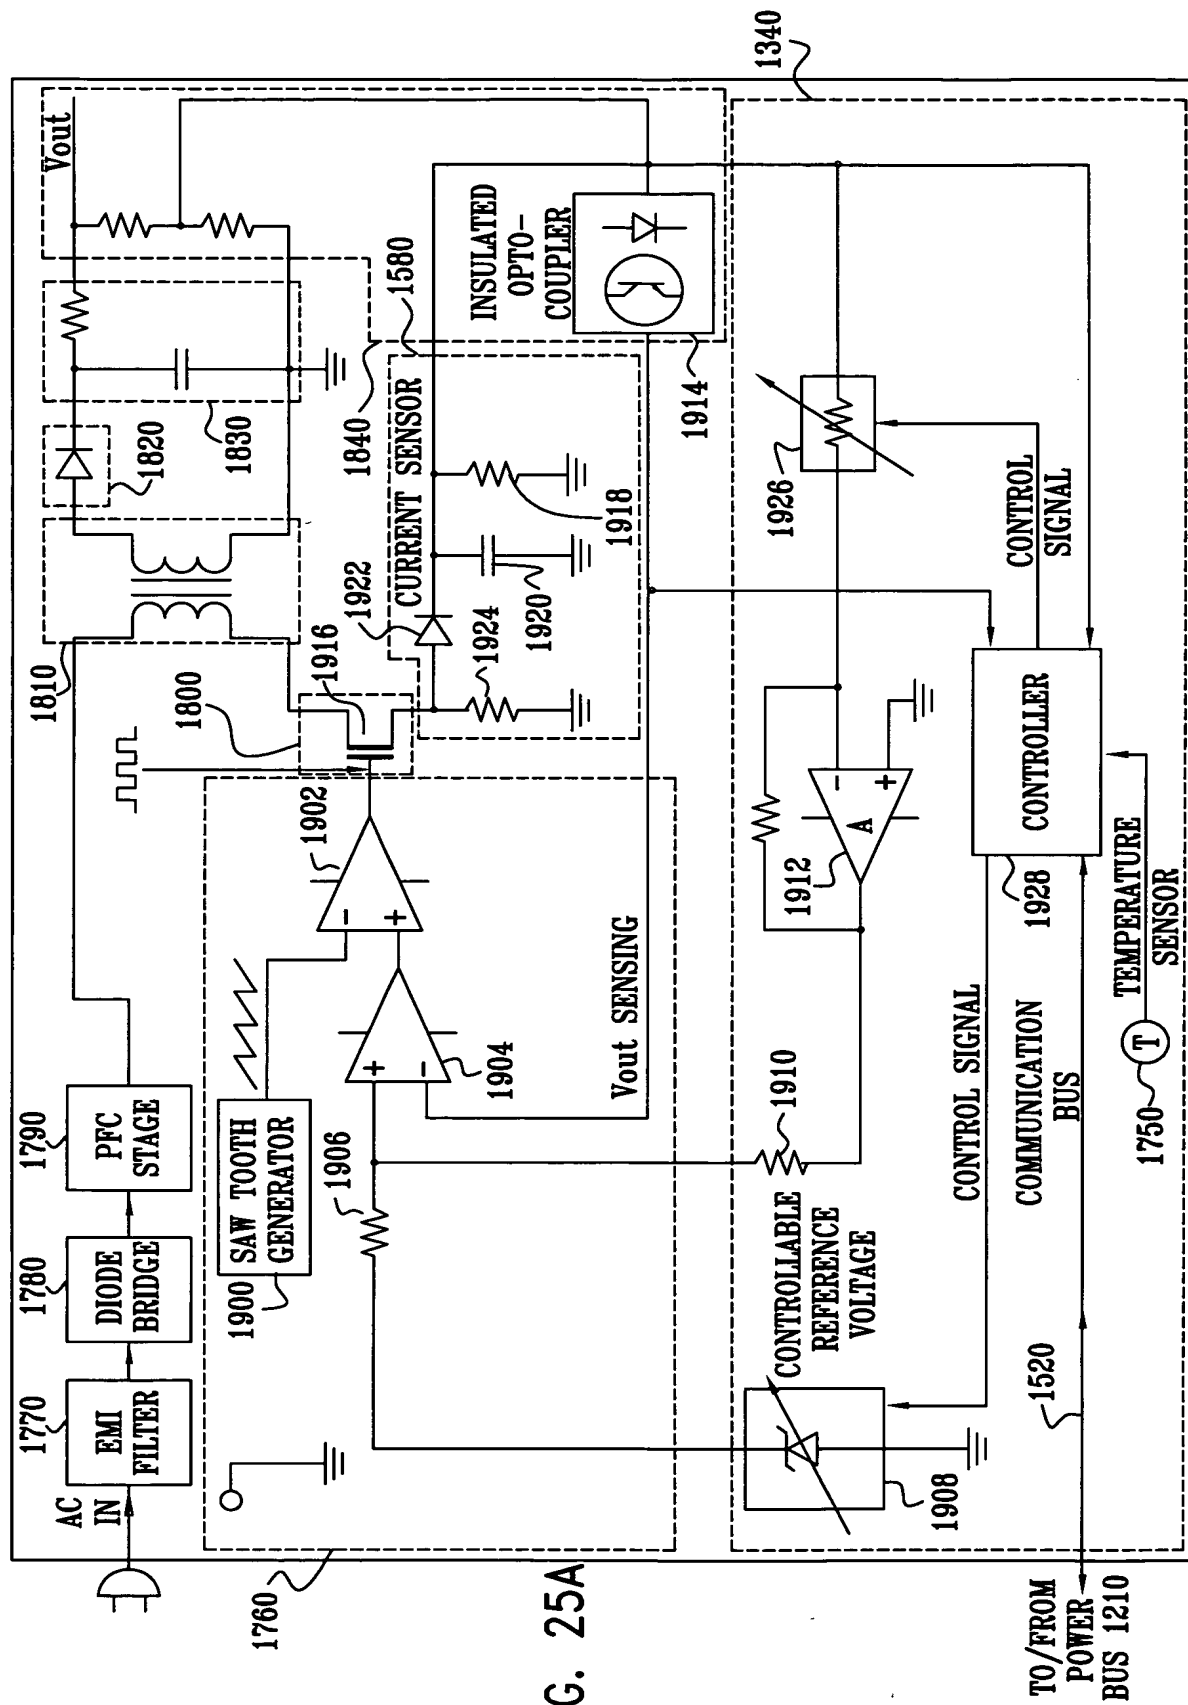 AC
IN
1770
EMI
FILTER
1780
DIODE
BRIDGE
1790
PFC
STAGE
1810
1820
1830
Vout
1760
1900
SAW TOOTH
GENERATOR
1902
1800
1916
1922
CURRENT SENSOR
1580
1840
INSULATED
OPTO-
COUPLER
1914
1924
1920
1918
1906
+
−
1904
−
+
Vout SENSING
CONTROLLABLE
REFERENCE
VOLTAGE
1908
1910
1912
A
−
+
1926
1340
CONTROL
SIGNAL
CONTROL SIGNAL
CONTROLLER
1928
COMMUNICATION
BUS
1520
1750
T
TEMPERATURE
SENSOR
TO/FROM
POWER
BUS 1210
G. 25A